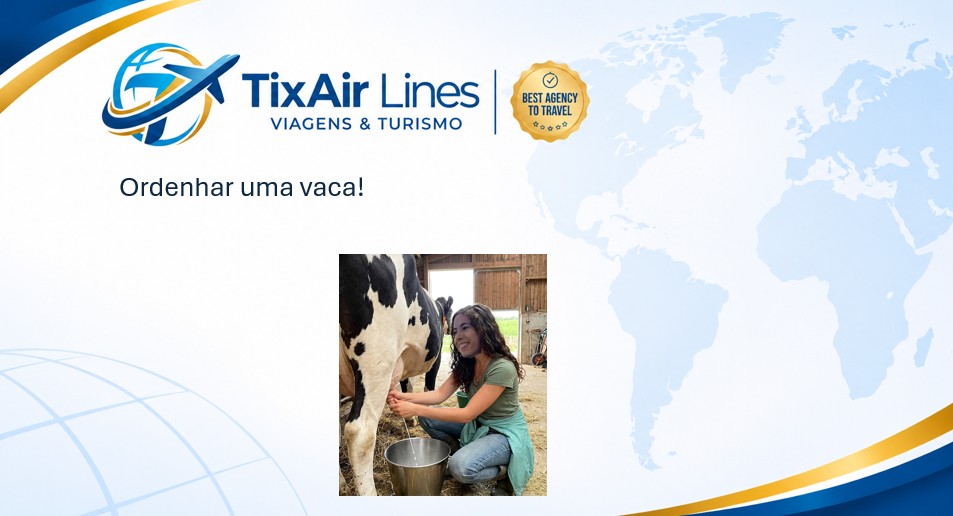 TixAir Lines
VIAGENS & TURISMO
BEST AGENCY
TO TRAVEL
Ordenhar uma vaca!